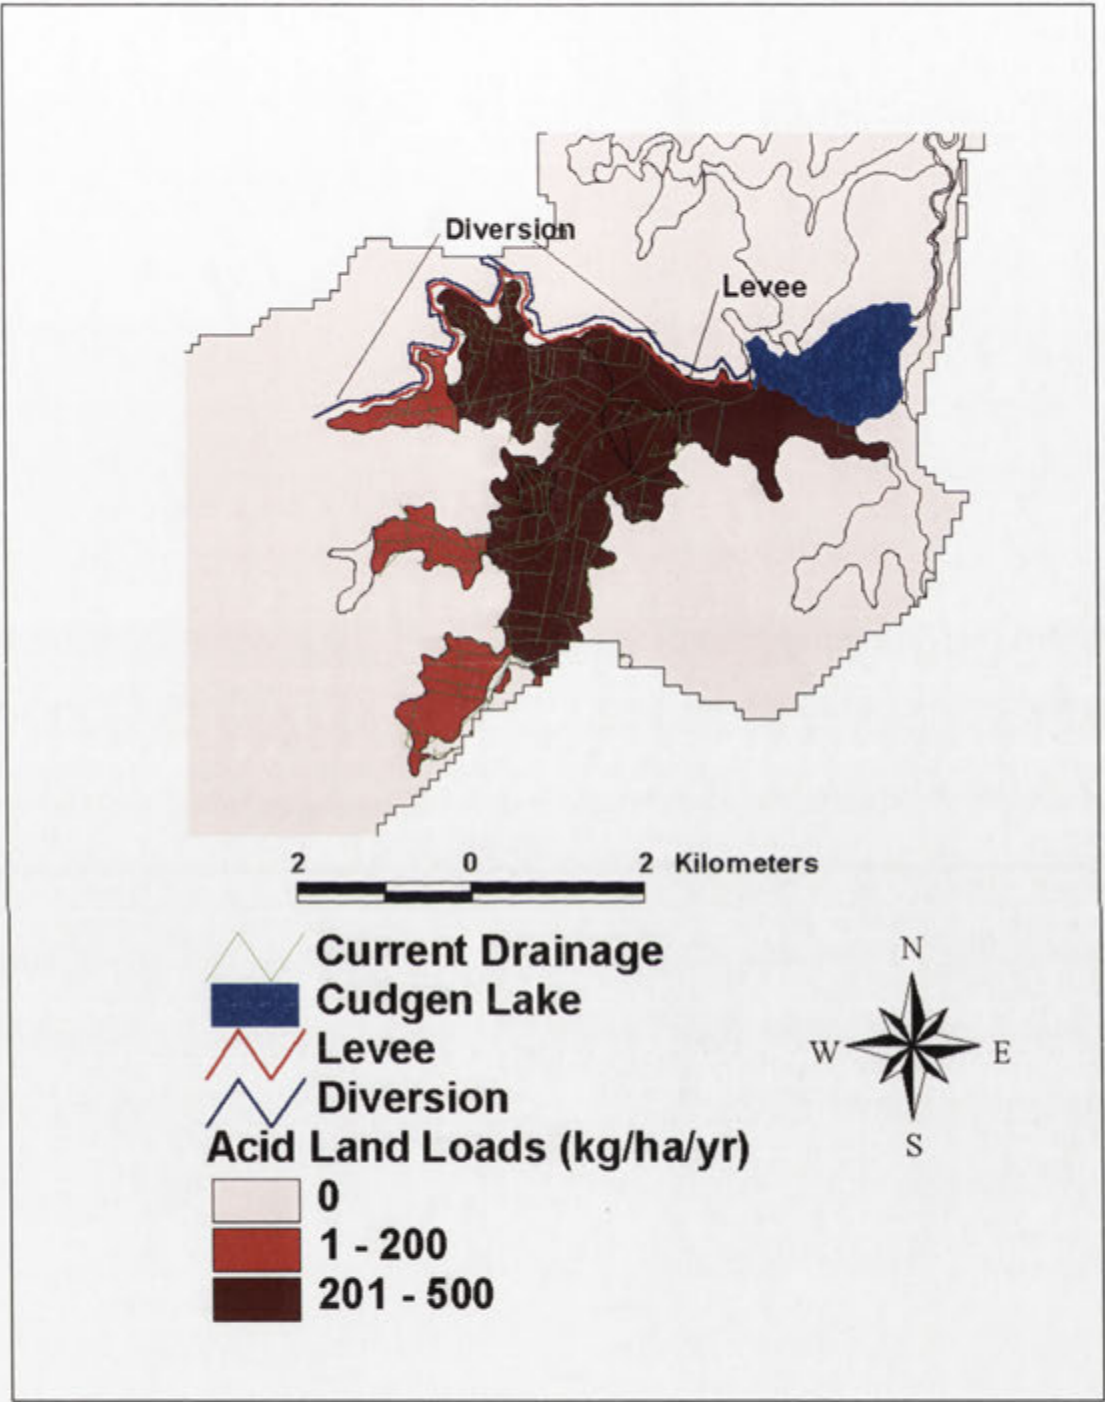 Diversion
Levee
2 0 2 Kilometers
Current Drainage
Cudgen Lake
Levee
Diversion
Acid Land Loads (kg/ha/yr)
0
1 - 200
201 - 500
N
W E
S